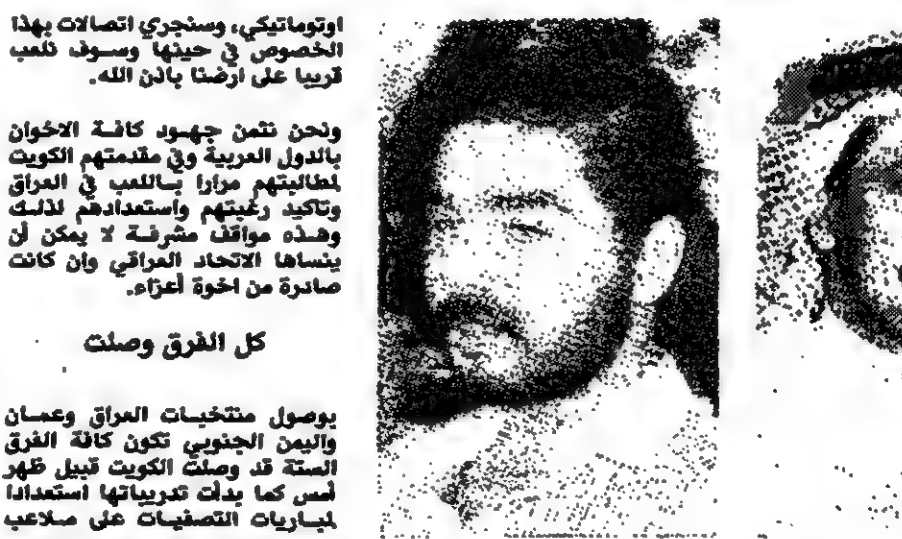 اوتوماتيكي، وسنجري اتصالات بهذا
الخصوص في حينها وسوف نلعب
قريبا على ارضنا باذن الله.
ونحن نثمن جهود كافة الاخوان
بالدول العربية وفي مقدمتهم الكويت
لمطالبتهم مرارا باللعب في العراق
وتاكيد رغبتهم واستعدادهم لذلك
وهذه مواقف مشرفة لا يمكن أن
ينساها الاتحاد العراقي وان كانت
صادرة من اخوة أعزاء.
كل الفرق وصلت
بوصول منتخبات العراق وعمان
واليمن الجنوبي تكون كافة الفرق
الستة قد وصلت الكويت قبيل ظهر
أمس كما بدأت تدريباتها استعدادا
لمباريات التصفيات على ملاعب